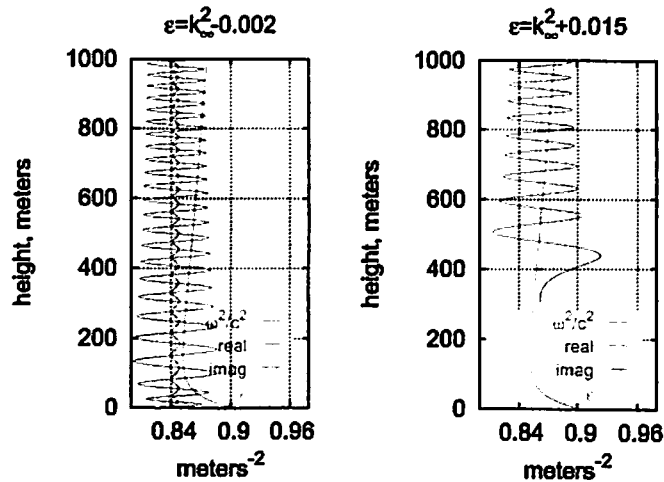 ε=k²∞-0.002
ε=k²∞+0.015
height, meters
1000
800
600
400
200
0
ω²/c²
real
imag
0.84 0.9 0.96
meters⁻²
height, meters
1000
800
600
400
200
0
ω²/c²
real
imag
0.84 0.9 0.96
meters⁻²